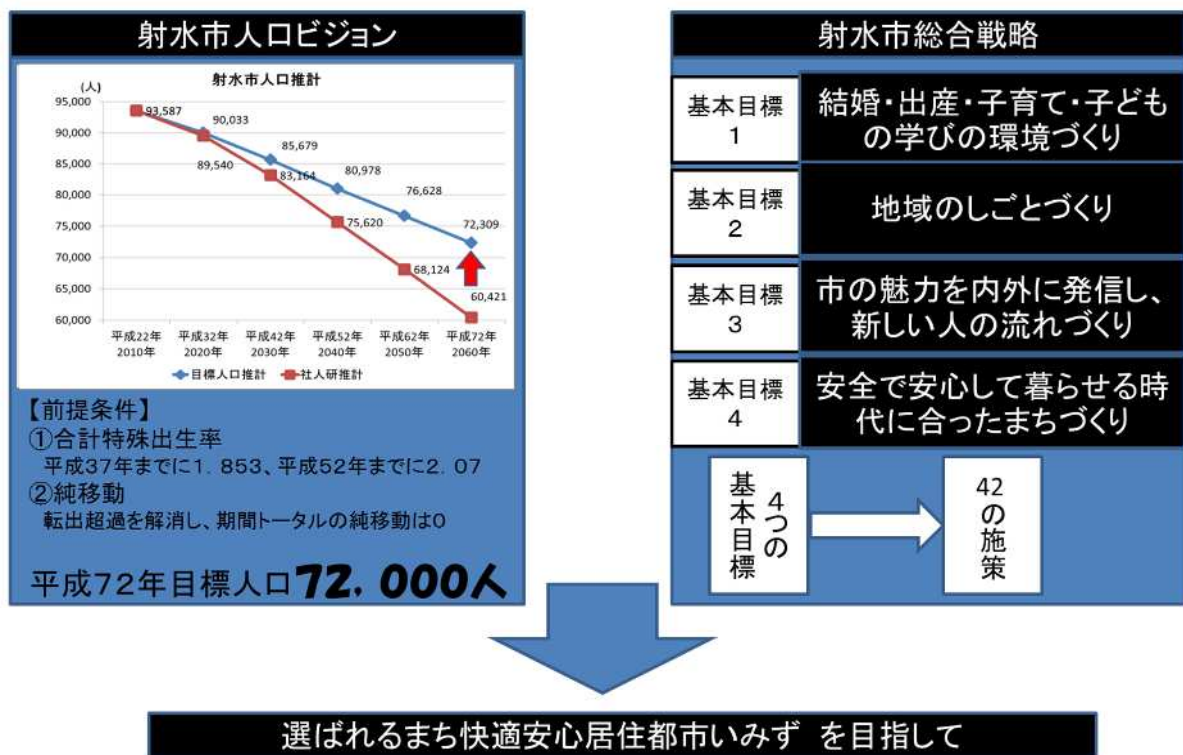 射水市人口ビジョン
射水市人口推計
(人)
95,000
90,000
85,000
80,000
75,000
70,000
65,000
60,000
93,587
90,033
85,679
80,978
76,628
72,309
89,540
83,164
75,620
68,124
60,421
平成22年 平成32年 平成42年 平成52年 平成62年 平成72年
2010年 2020年 2030年 2040年 2050年 2060年
目標人口推計 社人研推計
【前提条件】
①合計特殊出生率
平成37年までに1.853、平成52年までに2.07
②純移動
転出超過を解消し、期間トータルの純移動は0
平成72年目標人口72,000人
射水市総合戦略
基本目標
1
結婚・出産・子育て・子ども
の学びの環境づくり
基本目標
2
地域のしごとづくり
基本目標
3
市の魅力を内外に発信し、
新しい人の流れづくり
基本目標
4
安全で安心して暮らせる時
代に合ったまちづくり
4つの
基本目標
42の施策
選ばれるまち快適安心居住都市いみず を目指して